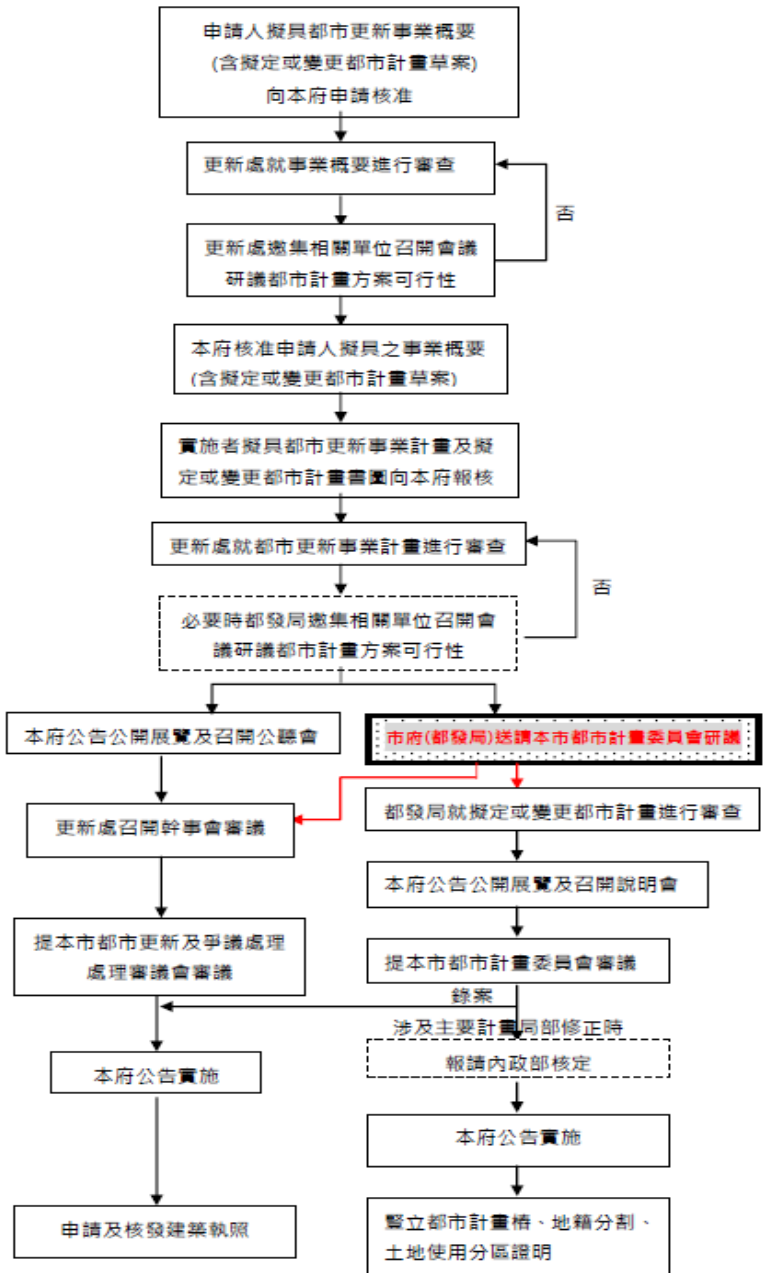 申請人擬具都市更新事業概要
(含擬定或變更都市計畫草案)
向本府申請核准
更新處就事業概要進行審查
否
更新處邀集相關單位召開會議
研議都市計畫方案可行性
本府核准申請人擬具之事業概要
(含擬定或變更都市計畫草案)
實施者擬具都市更新事業計畫及擬
定或變更都市計畫書圖向本府報核
更新處就都市更新事業計畫進行審查
否
必要時都發局邀集相關單位召開會
議研議都市計畫方案可行性
本府公告公開展覽及召開公聽會
市府(都發局)送請本市都市計畫委員會研議
更新處召開幹事會審議
都發局就擬定或變更都市計畫進行審查
本府公告公開展覽及召開說明會
提本市都市更新及爭議處理
處理審議會審議
提本市都市計畫委員會審議
錄案
涉及主要計畫局部修正時
本府公告實施
報請內政部核定
本府公告實施
申請及核發建築執照
豎立都市計畫樁、地籍分割、
土地使用分區證明